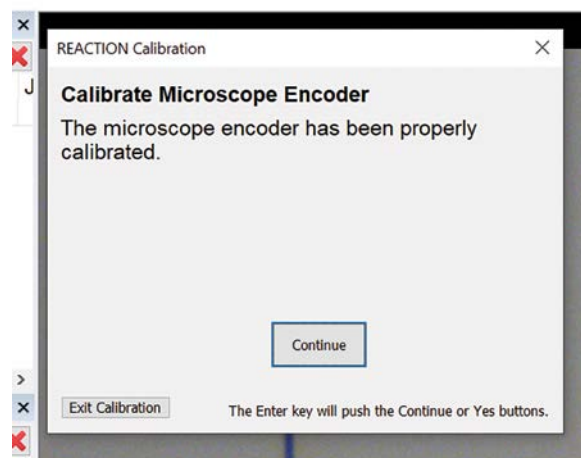 REACTION Calibration
J
Calibrate Microscope Encoder
The microscope encoder has been properly
calibrated.
Continue
Exit Calibration
The Enter key will push the Continue or Yes buttons.